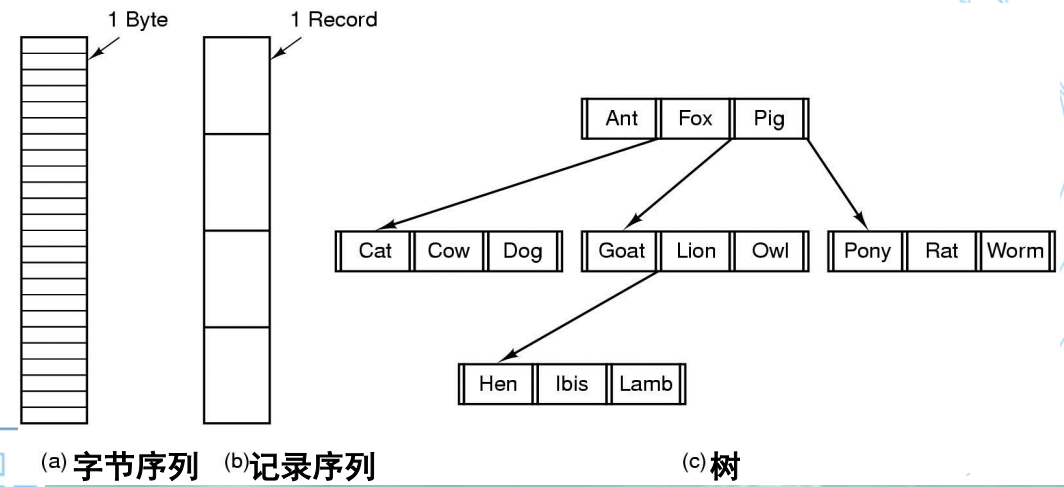 1 Byte
1 Record
Ant Fox Pig
Cat Cow Dog
Goat Lion Owl
Pony Rat Worm
Hen Ibis Lamb
(a) 字节序列
(b)记录序列
(c) 树